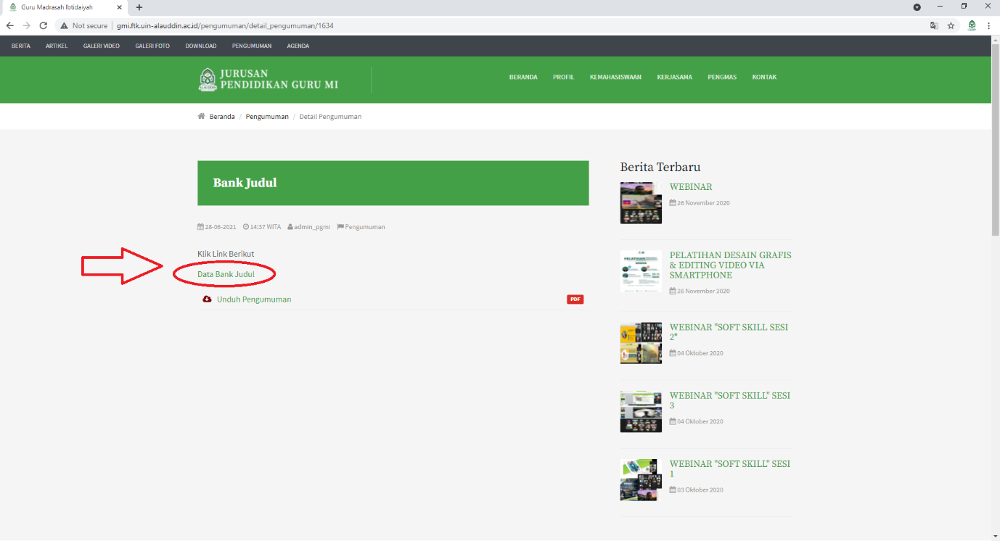 Guru Madrasah Ibtidaiyah
Not secure | gmi.ftk.uin-alauddin.ac.id/pengumuman/detail_pengumuman/1634
BERITA ARTIKEL GALERI VIDEO GALERI FOTO DOWNLOAD PENGUMUMAN AGENDA
JURUSAN
PENDIDIKAN GURU MI
BERANDA PROFIL KEMAHASISWAAN KERJASAMA PENGMAS KONTAK
Beranda / Pengumuman / Detail Pengumuman
Bank Judul
28-06-2021 14:37 WITA admin_pgmi Pengumuman
Klik Link Berikut
Data Bank Judul
Unduh Pengumuman PDF
Berita Terbaru
WEBINAR
26 November 2020
PELATIHAN DESAIN GRAFIS
& EDITING VIDEO VIA
SMARTPHONE
26 November 2020
WEBINAR "SOFT SKILL SESI
2"
04 Oktober 2020
WEBINAR "SOFT SKILL" SESI
3
04 Oktober 2020
WEBINAR "SOFT SKILL" SESI
1
03 Oktober 2020